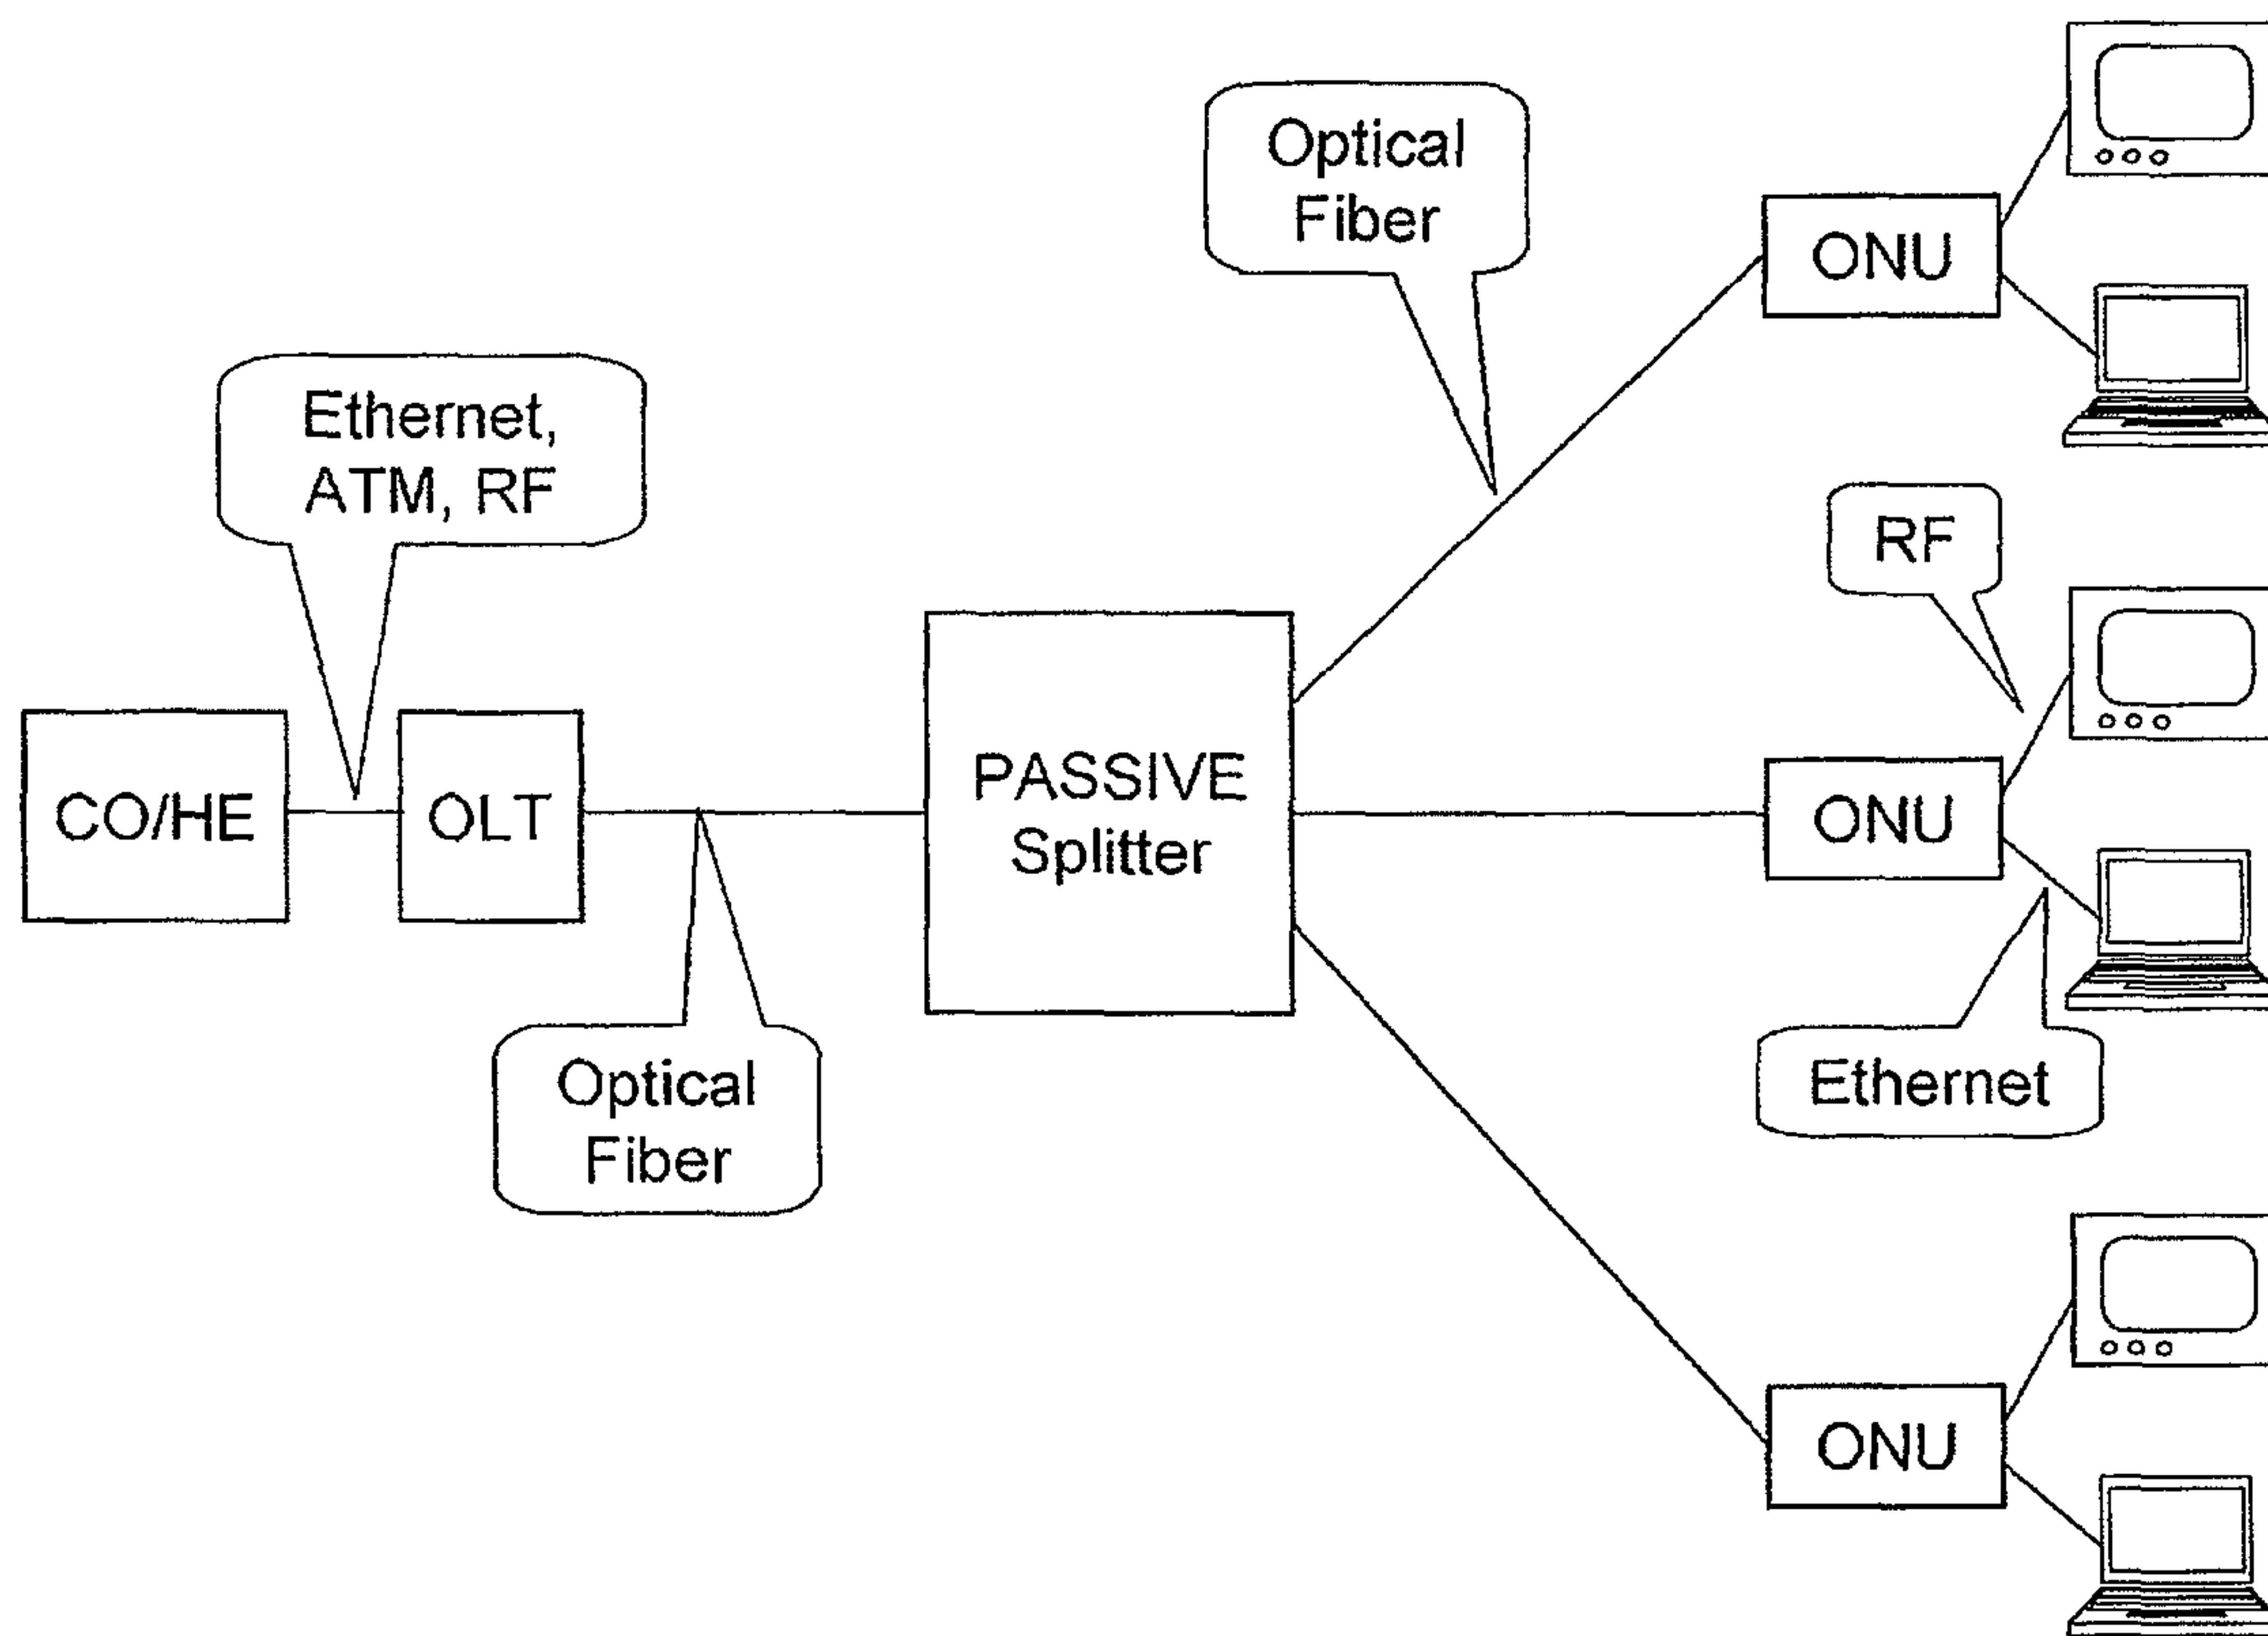 Optical
Fiber
ONU
Ethernet,
ATM, RF
RF
CO/HE
OLT
PASSIVE
Splitter
ONU
Optical
Fiber
Ethernet
ONU